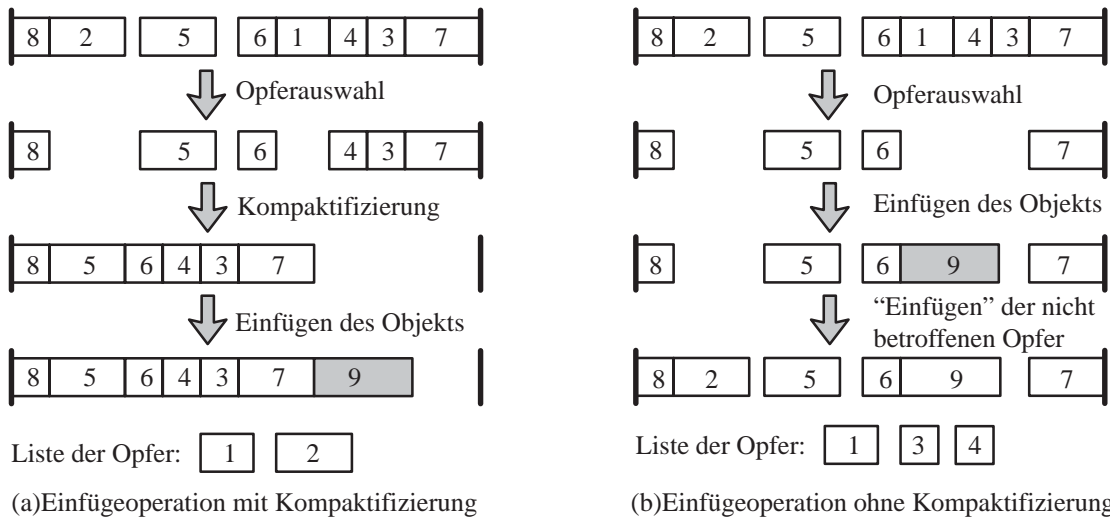 8 2 5 6 1 4 3 7
Opferauswahl
8 5 6 4 3 7
Kompaktifizierung
8 5 6 4 3 7
Einfügen des Objekts
8 5 6 4 3 7 9
Liste der Opfer: 1 2
(a)Einfügeoperation mit Kompaktifizierung
8 2 5 6 1 4 3 7
Opferauswahl
8 5 6 7
Einfügen des Objekts
8 5 6 9 7
“Einfügen” der nicht
betroffenen Opfer
8 2 5 6 9 7
Liste der Opfer: 1 3 4
(b)Einfügeoperation ohne Kompaktifizierung